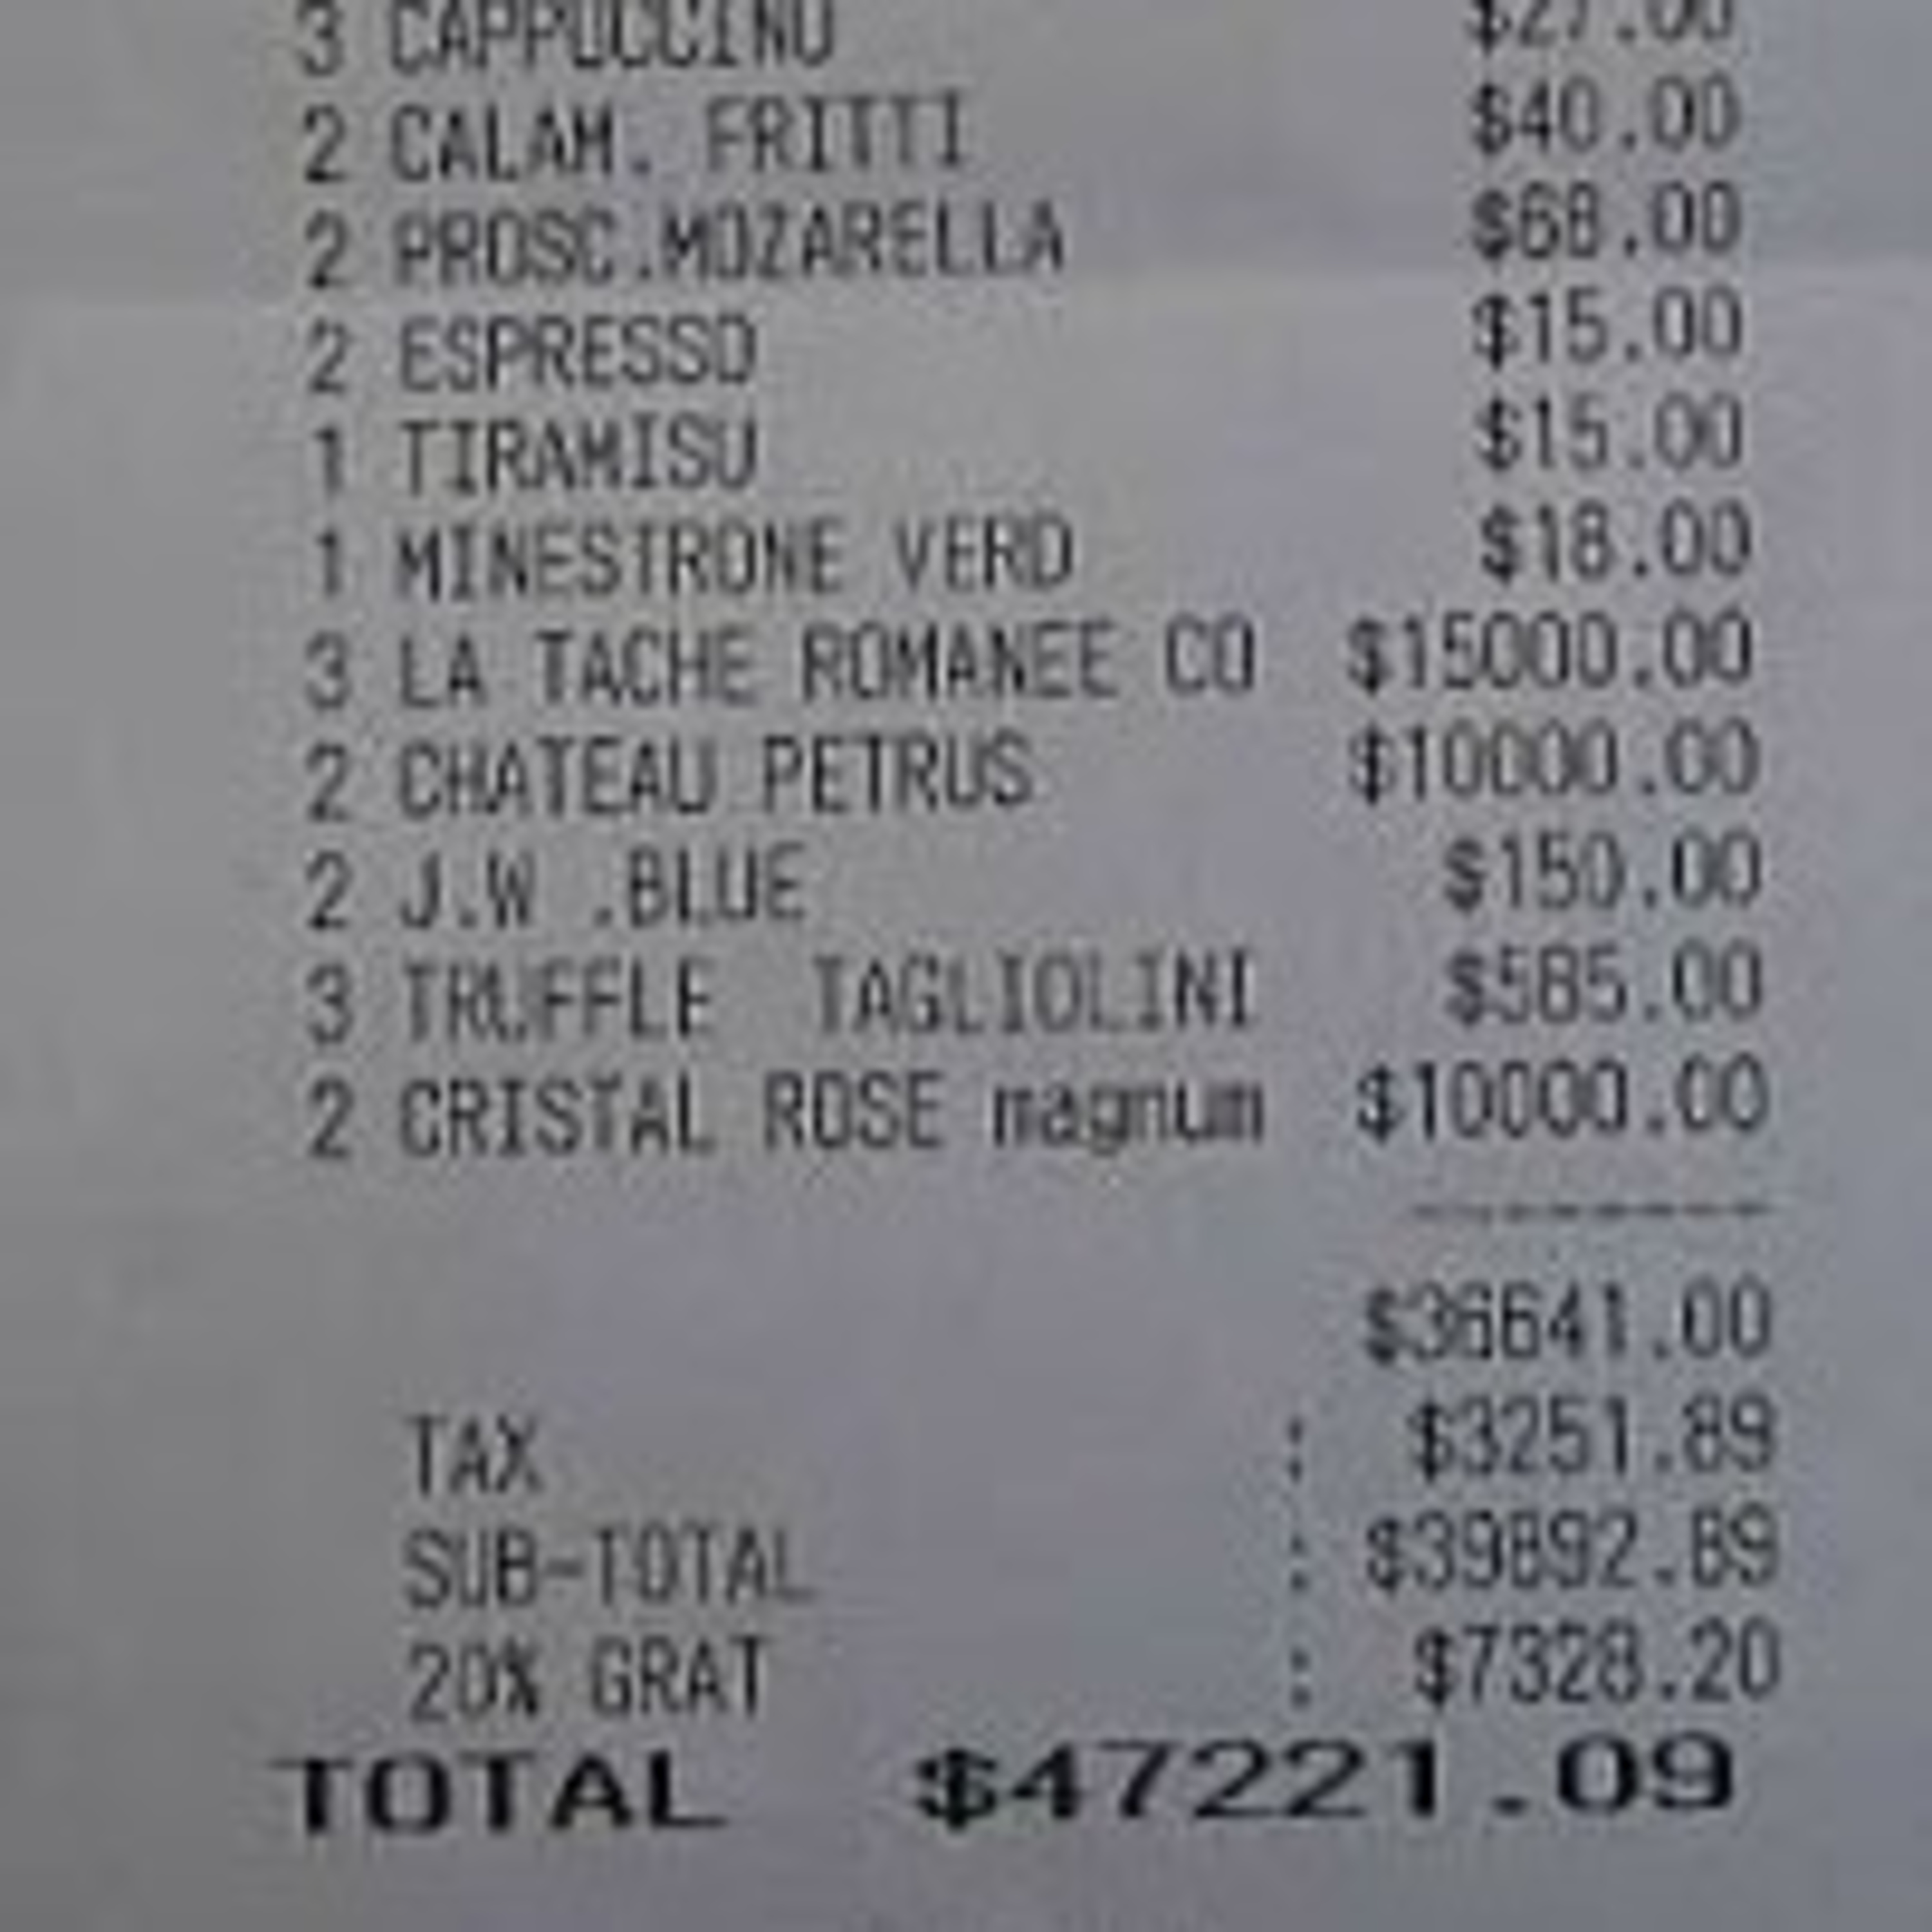 3 CAPPUCCINO $27.00
2 CALAM. FRITTI $40.00
2 PROSC.MOZARELLA $68.00
2 ESPRESSO $15.00
1 TIRAMISU $15.00
1 MINESTRONE VERD $18.00
3 LA TACHE ROMANEE CO $15000.00
2 CHATEAU PETRUS $10000.00
2 J.W .BLUE $150.00
3 TRUFFLE TAGLIOLINI $585.00
2 CRISTAL ROSE magnum $10000.00
--------
$36641.00
TAX : $3251.89
SUB-TOTAL : $39892.89
20% GRAT : $7328.20
TOTAL $47221.09